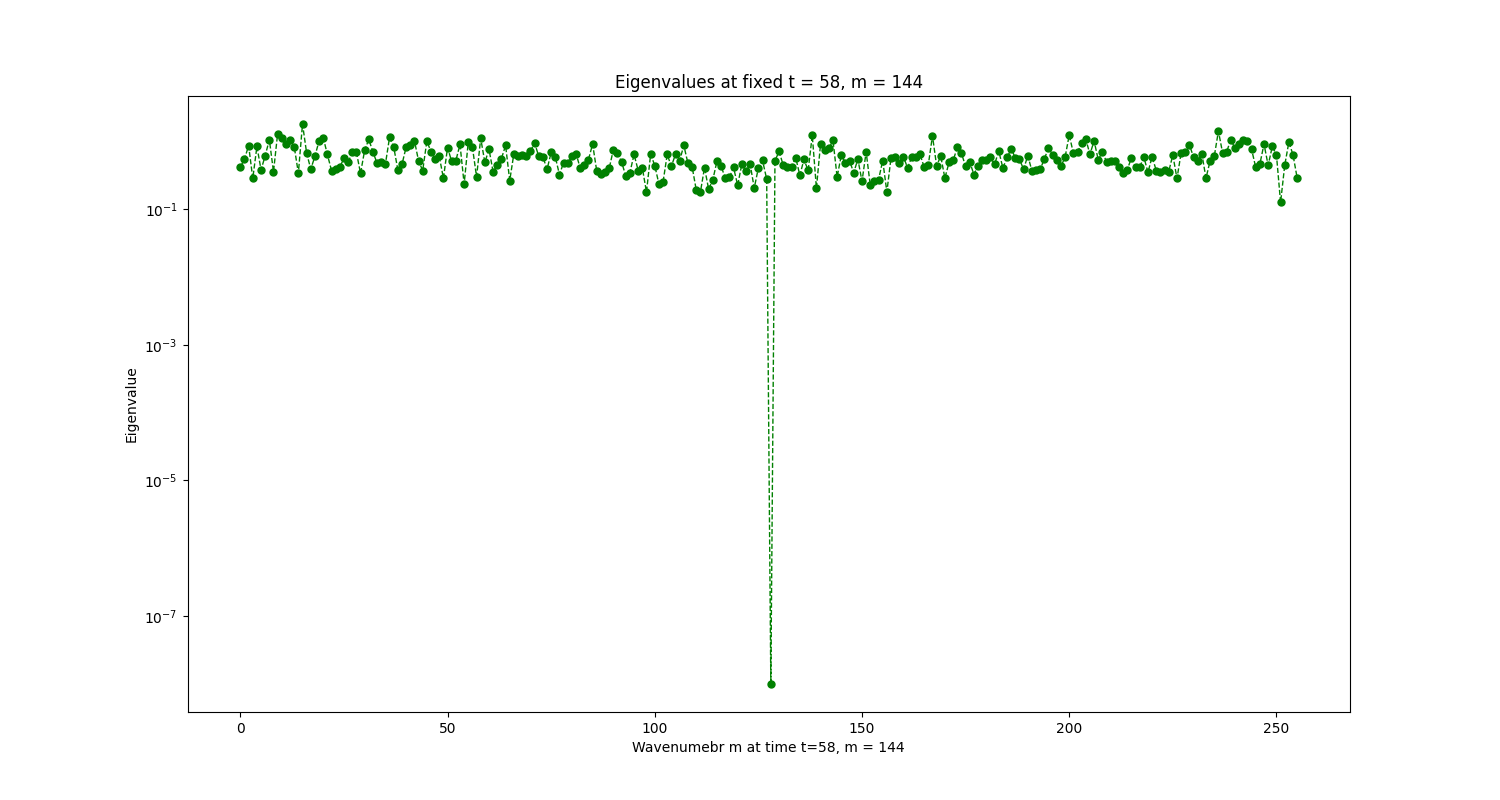 Eigenvalues at fixed t = 58, m = 144
Eigenvalue
10⁻¹
10⁻³
10⁻⁵
10⁻⁷
0 50 100 150 200 250
Wavenumebr m at time t=58, m = 144